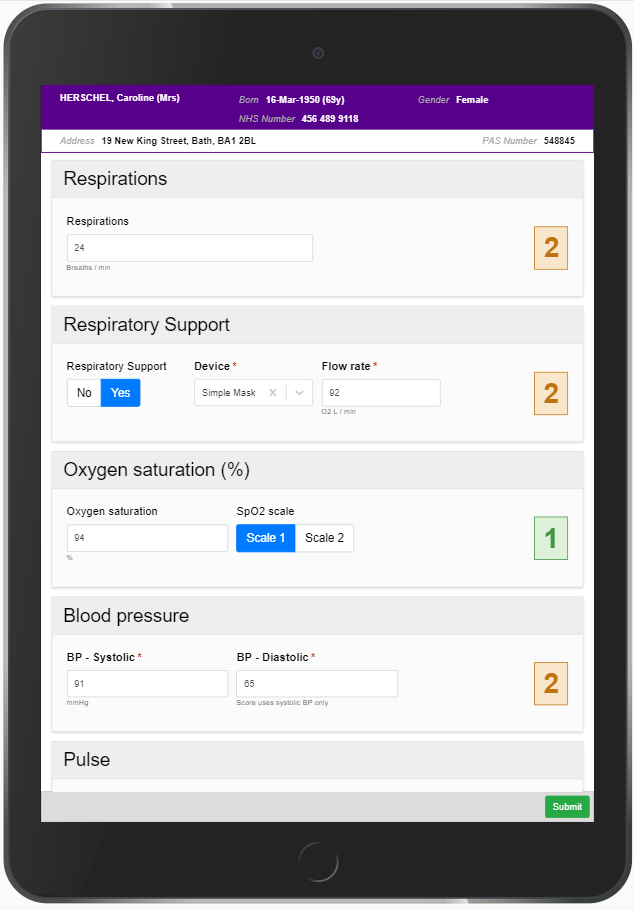 HERSCHEL, Caroline (Mrs)
Born 16-Mar-1950 (69y)
Gender Female
NHS Number 456 489 9118
Address 19 New King Street, Bath, BA1 2BL
PAS Number 548845
Respirations
Respirations
24
Breaths / min
2
Respiratory Support
Respiratory Support
No Yes
Device *
Simple Mask
Flow rate *
92
O2 L / min
2
Oxygen saturation (%)
Oxygen saturation
94
%
SpO2 scale
Scale 1 Scale 2
1
Blood pressure
BP - Systolic *
91
mmHg
BP - Diastolic *
65
Score uses systolic BP only
2
Pulse
Submit